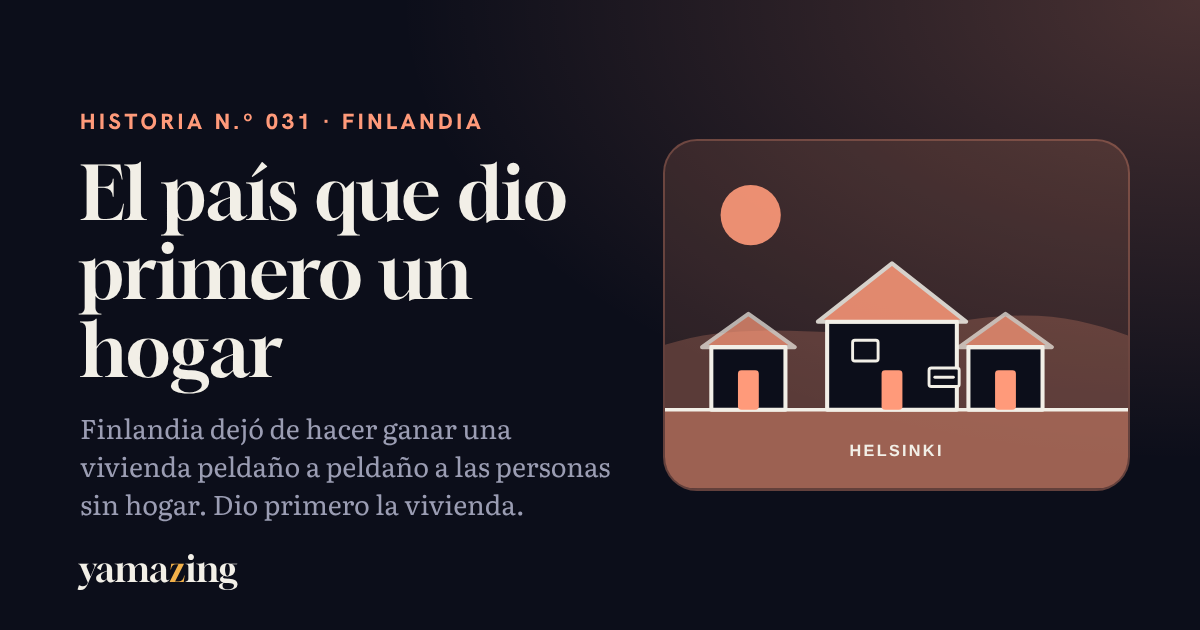 HISTORIA N.º 031 · FINLANDIA
El país que dio
primero un
hogar
Finlandia dejó de hacer ganar una
vivienda peldaño a peldaño a las personas
sin hogar. Dio primero la vivienda.
yamazing
HELSINKI